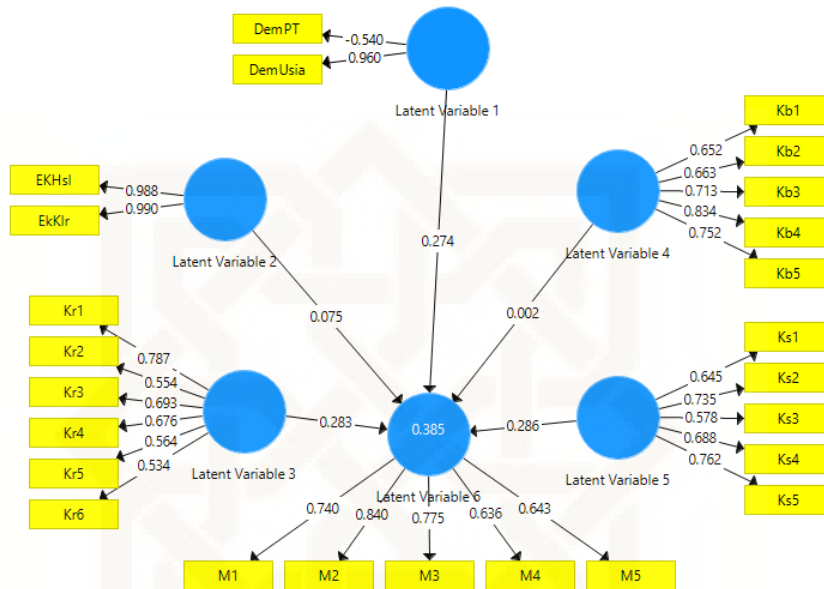 DemPT
-0.540
DemUsia
0.960
Latent Variable 1
EKHsl
0.988
EkKlr
0.990
Latent Variable 2
Kb1
0.652
Kb2
0.663
Kb3
0.713
Kb4
0.834
Kb5
0.752
Latent Variable 4
0.274
0.075
0.002
Kr1
0.787
Kr2
0.554
Kr3
0.693
Kr4
0.676
Kr5
0.564
Kr6
0.534
Latent Variable 3
0.283
0.385
Latent Variable 6
0.286
Latent Variable 5
Ks1
0.645
Ks2
0.735
Ks3
0.578
Ks4
0.688
Ks5
0.762
0.740
0.840
0.775
0.636
0.643
M1
M2
M3
M4
M5